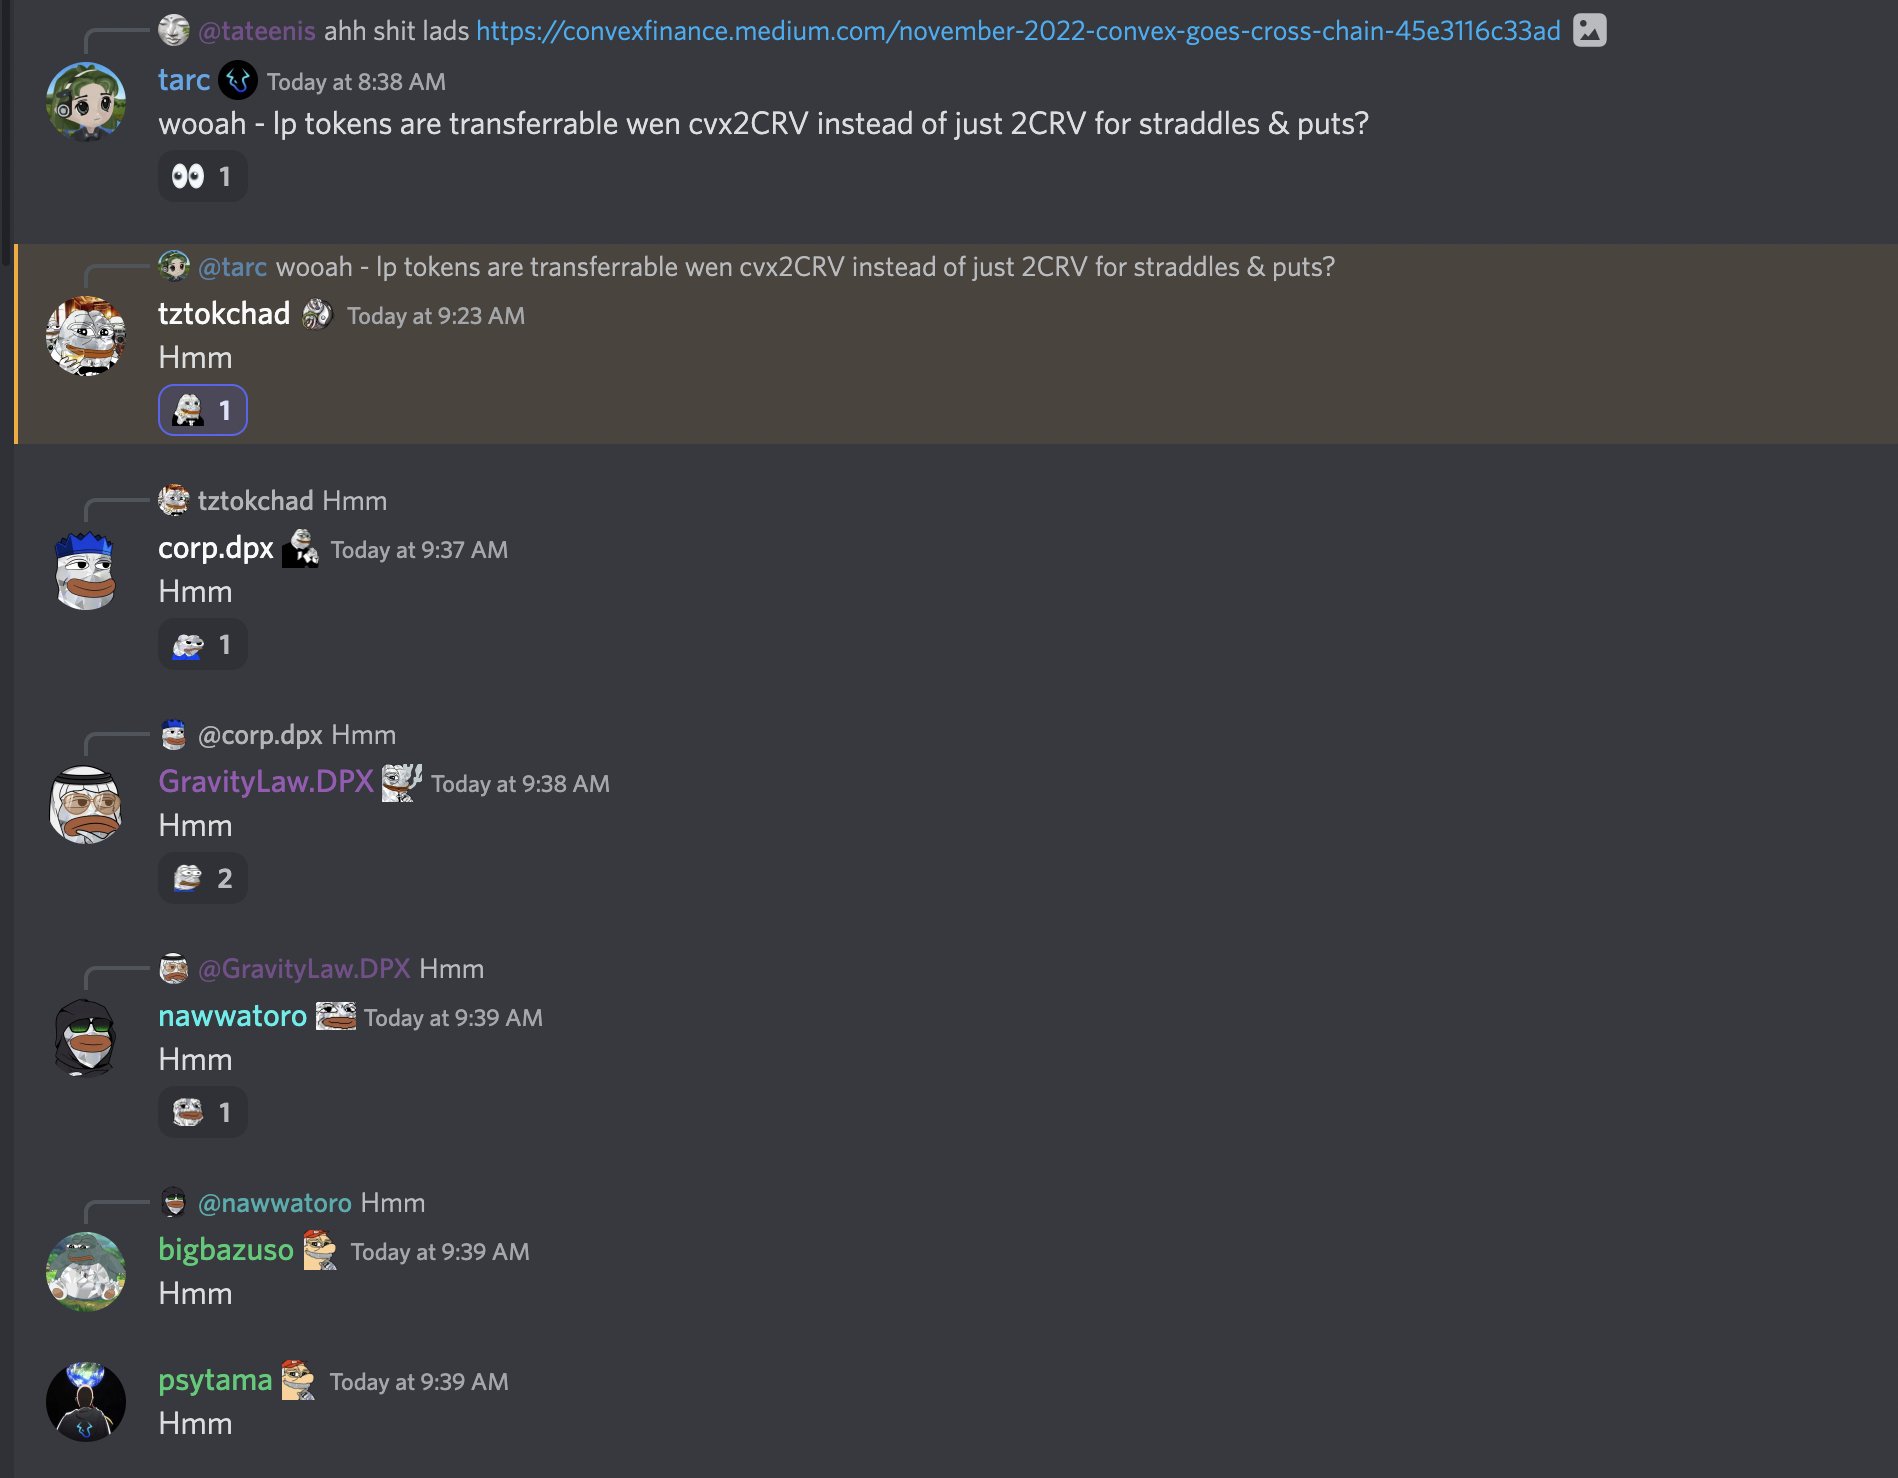 @tateenis ahh shit lads https://convexfinance.medium.com/november-2022-convex-goes-cross-chain-45e3116c33ad
tarc Today at 8:38 AM
wooah - lp tokens are transferrable wen cvx2CRV instead of just 2CRV for straddles & puts?
👀 1
@tarc wooah - lp tokens are transferrable wen cvx2CRV instead of just 2CRV for straddles & puts?
tztokchad Today at 9:23 AM
Hmm
1
tztokchad Hmm
corp.dpx Today at 9:37 AM
Hmm
1
@corp.dpx Hmm
GravityLaw.DPX Today at 9:38 AM
Hmm
2
@GravityLaw.DPX Hmm
nawwatoro Today at 9:39 AM
Hmm
1
@nawwatoro Hmm
bigbazuso Today at 9:39 AM
Hmm
psytama Today at 9:39 AM
Hmm